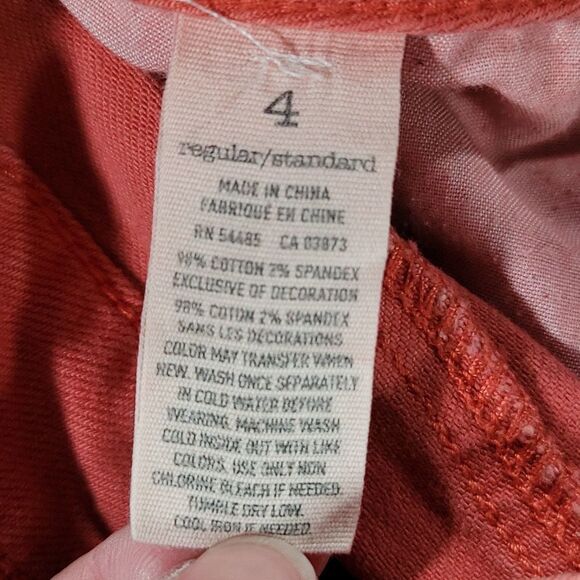 4
regular/standard
MADE IN CHINA
FABRIQUÉ EN CHINE
RN 54485 CA 03873
98% COTTON 2% SPANDEX
EXCLUSIVE OF DECORATION
98% COTON 2% SPANDEX
SANS LES DÉCORATIONS
COLOR MAY TRANSFER WHEN
NEW. WASH ONCE SEPARATELY
IN COLD WATER BEFORE
WEARING. MACHINE WASH
COLD INSIDE OUT WITH LIKE
COLORS. USE ONLY NON
CHLORINE BLEACH IF NEEDED.
TUMBLE DRY LOW.
COOL IRON IF NEEDED.